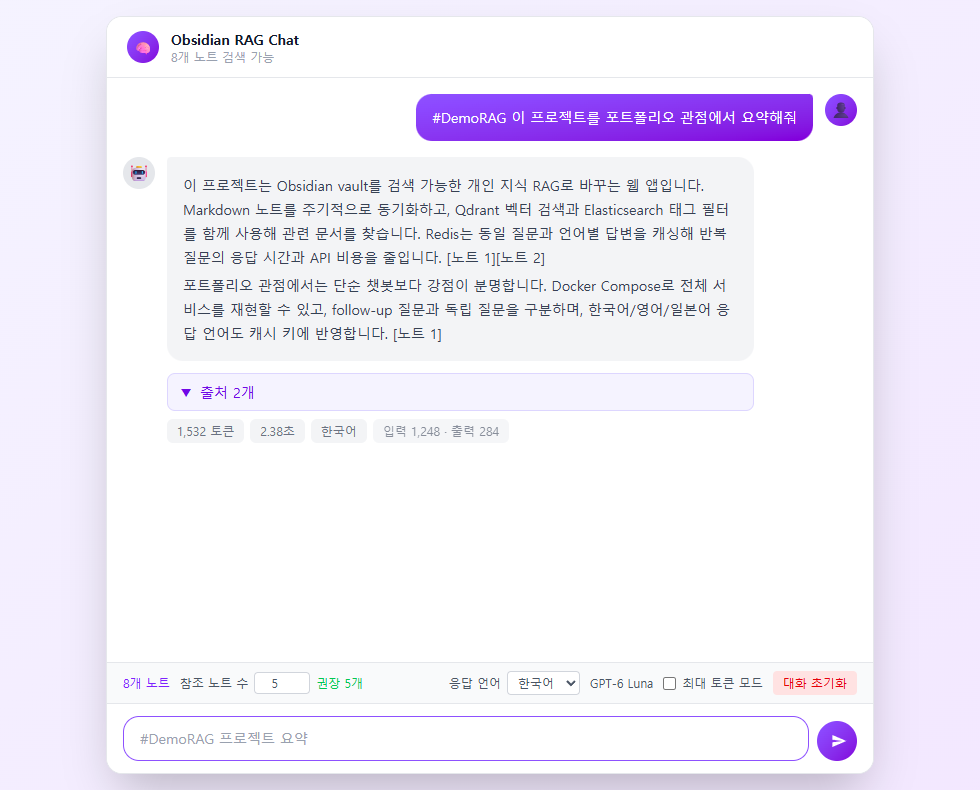 Obsidian RAG Chat
8개 노트 검색 가능
#DemoRAG 이 프로젝트를 포트폴리오 관점에서 요약해줘
이 프로젝트는 Obsidian vault를 검색 가능한 개인 지식 RAG로 바꾸는 웹 앱입니다.
Markdown 노트를 주기적으로 동기화하고, Qdrant 벡터 검색과 Elasticsearch 태그 필터
를 함께 사용해 관련 문서를 찾습니다. Redis는 동일 질문과 언어별 답변을 캐싱해 반복
질문의 응답 시간과 API 비용을 줄입니다. [노트 1][노트 2]
포트폴리오 관점에서는 단순 챗봇보다 강점이 분명합니다. Docker Compose로 전체 서
비스를 재현할 수 있고, follow-up 질문과 독립 질문을 구분하며, 한국어/영어/일본어 응
답 언어도 캐시 키에 반영합니다. [노트 1]
▼ 출처 2개
1,532 토큰 2.38초 한국어 입력 1,248 · 출력 284
8개 노트 참조 노트 수 5 권장 5개 응답 언어 한국어 GPT-6 Luna 최대 토큰 모드 대화 초기화
#DemoRAG 프로젝트 요약